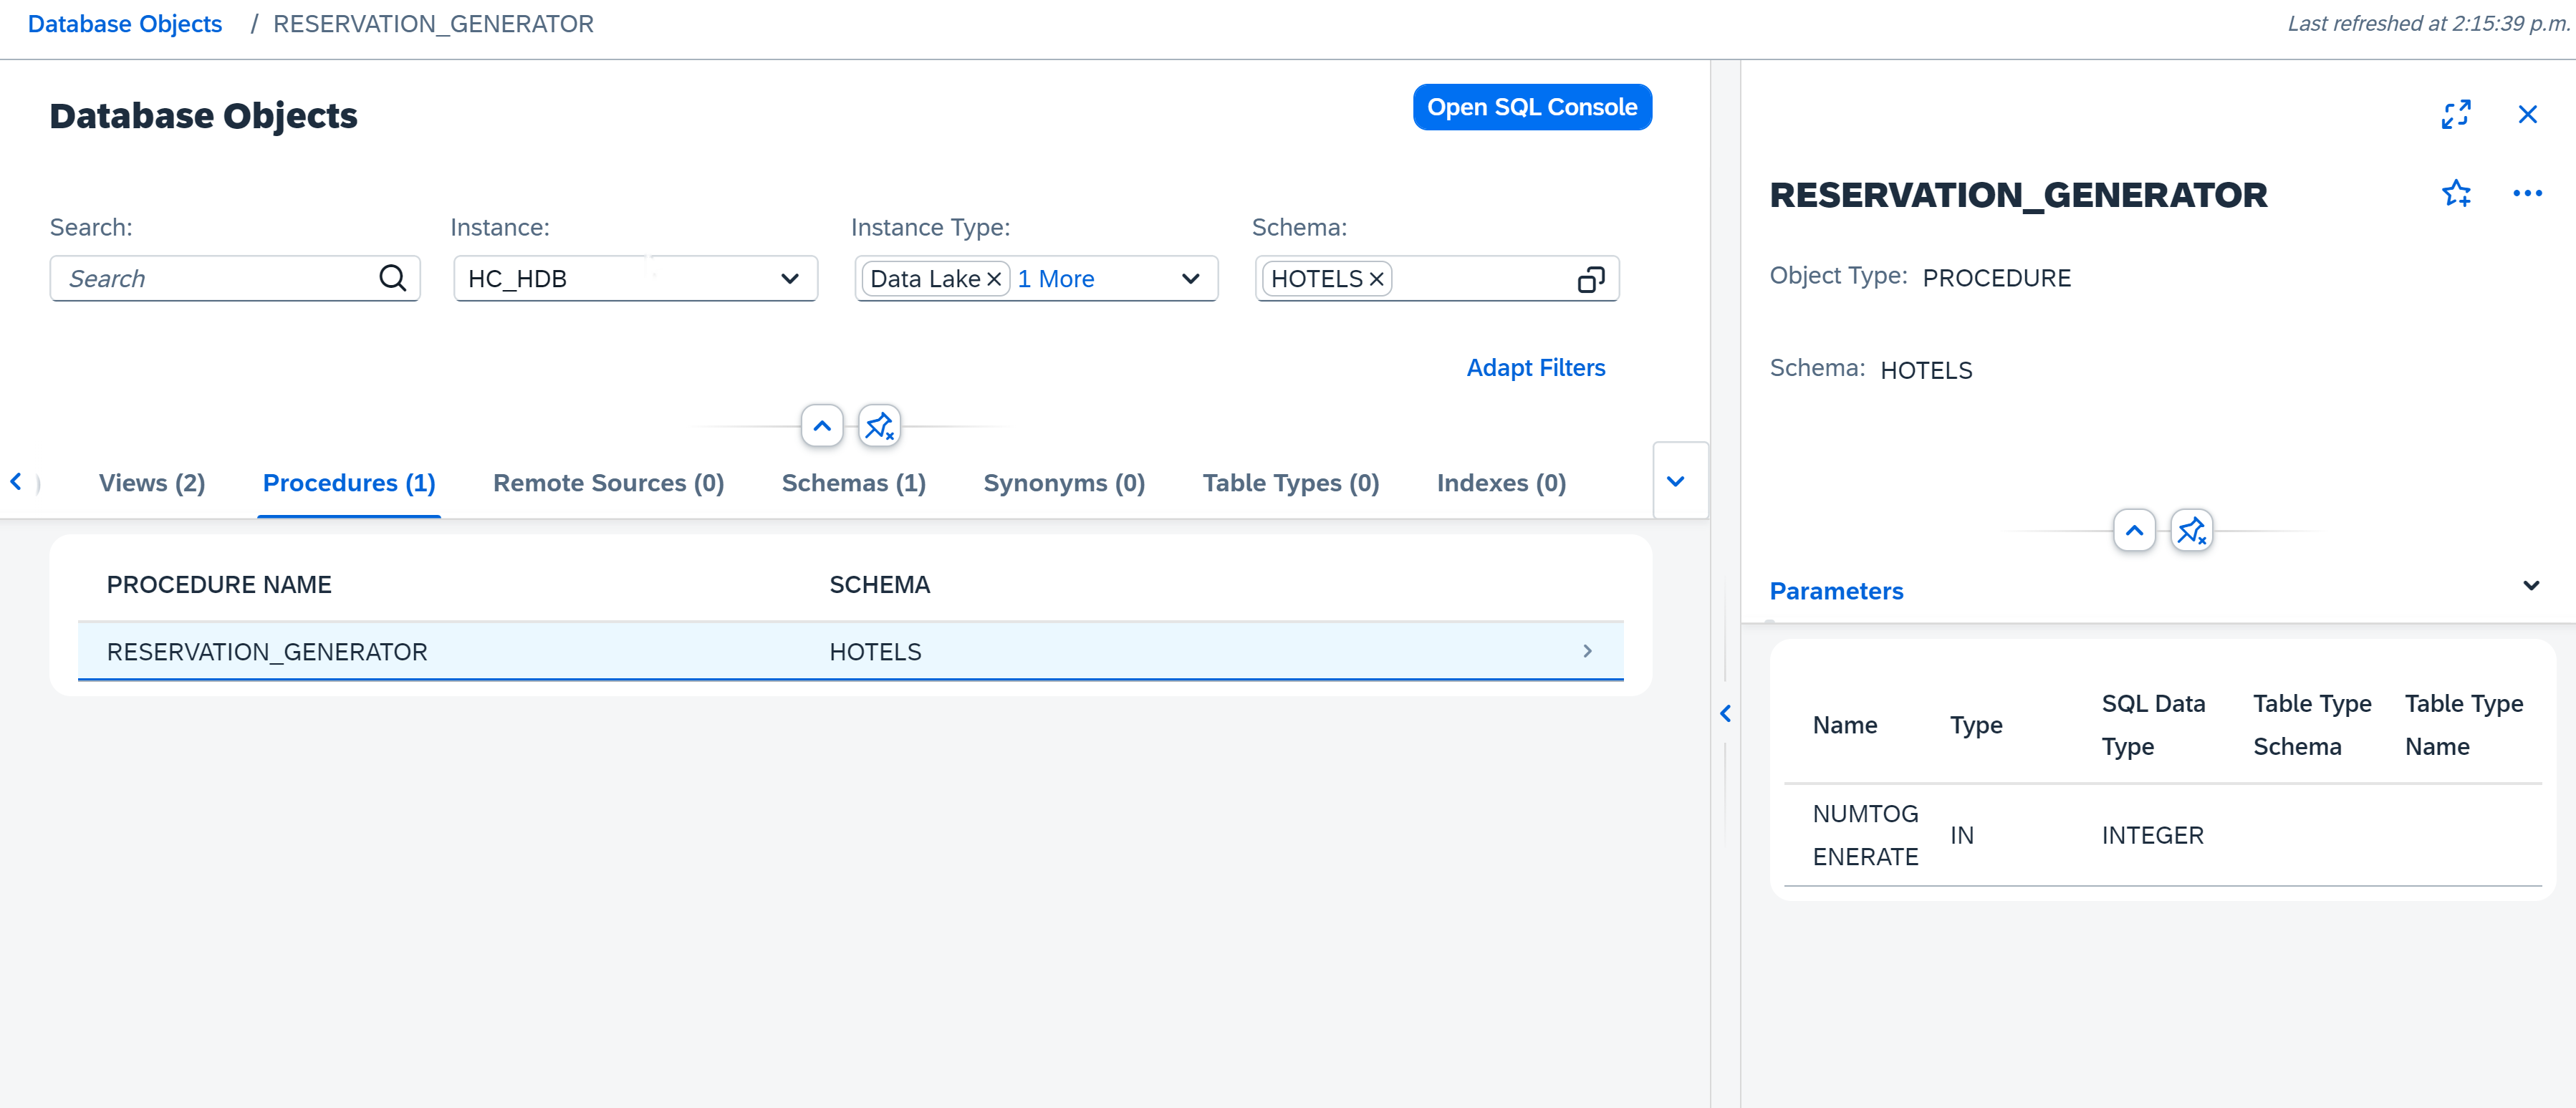 Database Objects / RESERVATION_GENERATOR
Last refreshed at 2:15:39 p.m.
Database Objects
Open SQL Console
Search: Instance: Instance Type: Schema:
Search HC_HDB Data Lake 1 More HOTELS
Adapt Filters
) Views (2) Procedures (1) Remote Sources (0) Schemas (1) Synonyms (0) Table Types (0) Indexes (0)
PROCEDURE NAME SCHEMA
RESERVATION_GENERATOR HOTELS
RESERVATION_GENERATOR
Object Type: PROCEDURE
Schema: HOTELS
Parameters
Name Type SQL Data Type Table Type Schema Table Type Name
NUMTOG
ENERATE
IN INTEGER